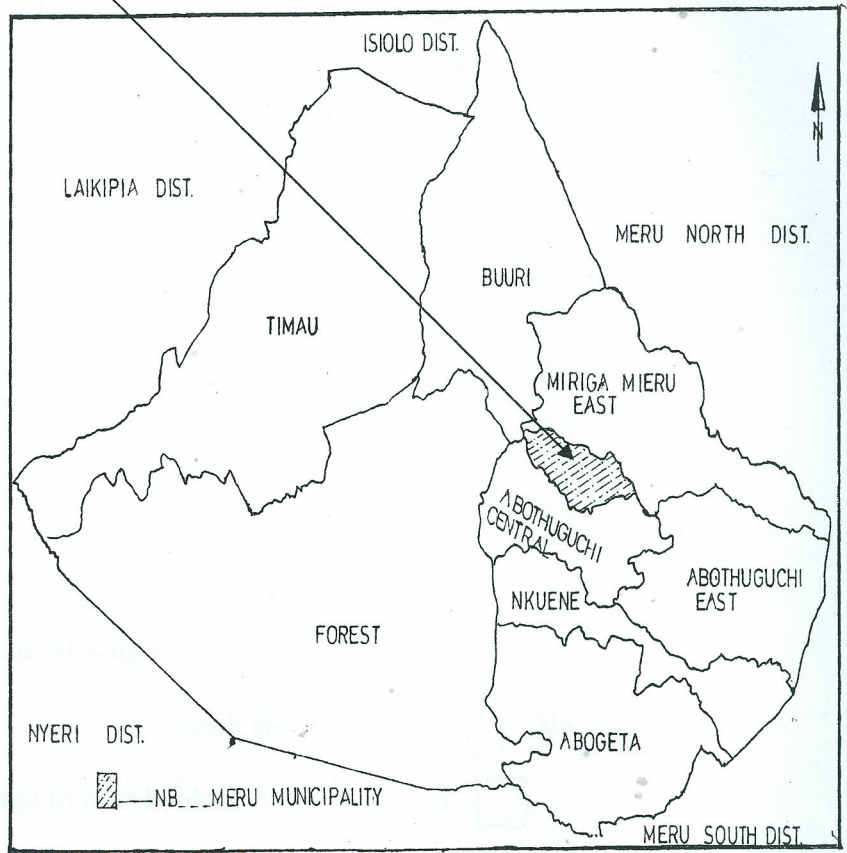 ISIOLO DIST.
N
LAIKIPIA DIST.
MERU NORTH DIST.
BUURI
TIMAU
MIRIGA MIERU
EAST
ABOTHUGUCHI
CENTRAL
ABOTHUGUCHI
EAST
NKUENE
FOREST
NYERI DIST.
ABOGETA
NB___MERU MUNICIPALITY
MERU SOUTH DIST.